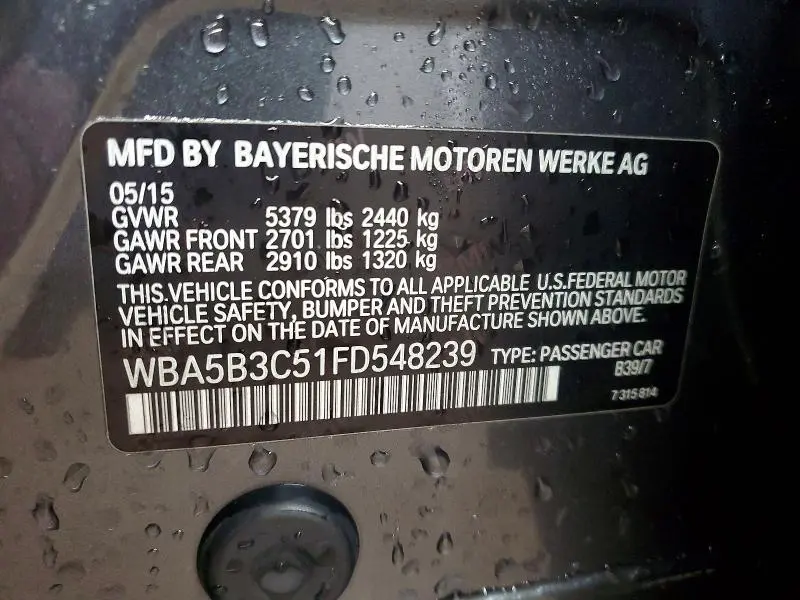 MFD BY BAYERISCHE MOTOREN WERKE AG
05/15
GVWR 5379 lbs 2440 kg
GAWR FRONT 2701 lbs 1225 kg
GAWR REAR 2910 lbs 1320 kg
THIS.VEHICLE CONFORMS TO ALL APPLICABLE U.S.FEDERAL MOTOR
VEHICLE SAFETY, BUMPER AND THEFT PREVENTION STANDARDS
IN EFFECT ON THE DATE OF MANUFACTURE SHOWN ABOVE.
WBA5B3C51FD548239 TYPE: PASSENGER CAR
B39/7
7 315 814